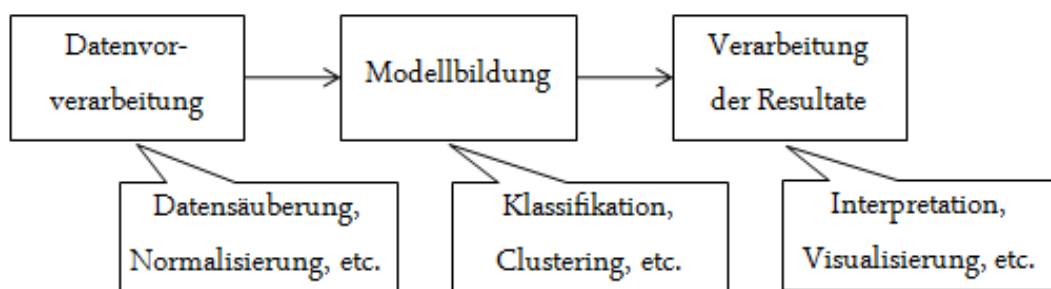 Datenvor-
verarbeitung
Modellbildung
Verarbeitung
der Resultate
Datensäuberung,
Normalisierung, etc.
Klassifikation,
Clustering, etc.
Interpretation,
Visualisierung, etc.